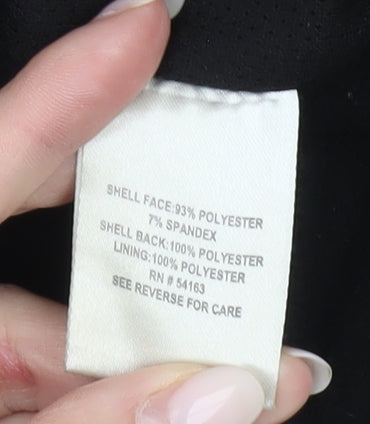 SHELL FACE:93% POLYESTER
7% SPANDEX
SHELL BACK:100% POLYESTER
LINING:100% POLYESTER
RN # 54163
SEE REVERSE FOR CARE